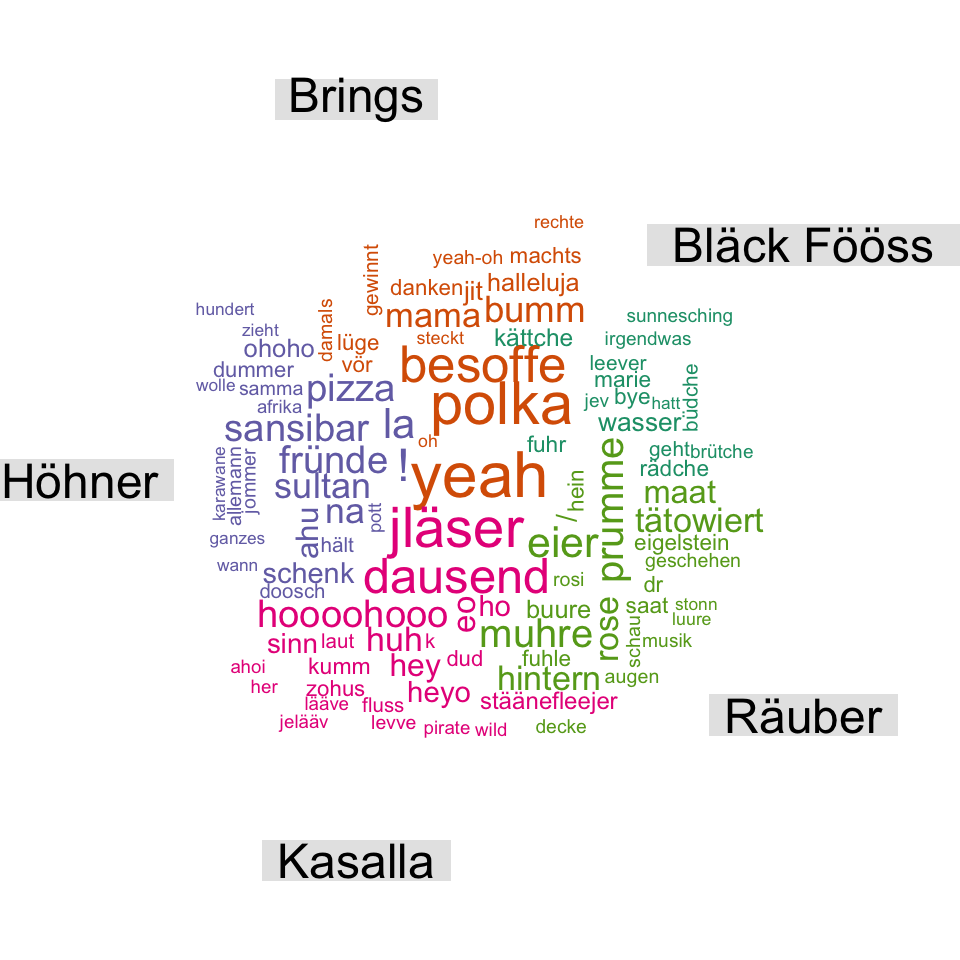 Brings
rechte
Bläck Fööss
yeah-oh machts
gewinnt
danken jit halleluja
hundert
damals
mama bumm
sunnesching
zieht
ohoho
lüge
steckt
kättche
irgendwas
dummer
vör
besoffe
leever
wolle samma
pizza
marie
büdche
afrika
polka
jev bye hatt
sansibar la
wasser
oh
fuhr
karawane
allemann
jommer
fründe !
yeah
geht brütche
Höhner
sultan
hein
prumme
rädche
maat
ahu
na
pott
jläser
/
tätowiert
ganzes
hält
eier
eigelstein
wann
schenk
dausend
rosi
geschehen
doosch
dr
hoooohooo
eo
ho
buure
rose
saat stonn
sinn laut huh k
muhre
schau
luure
musik
ahoi
kumm hey dud
fuhle
her
zohus
heyo
hintern augen
lääve fluss
stäänefleejer
jelääv
levve pirate wild
decke
Räuber
Kasalla